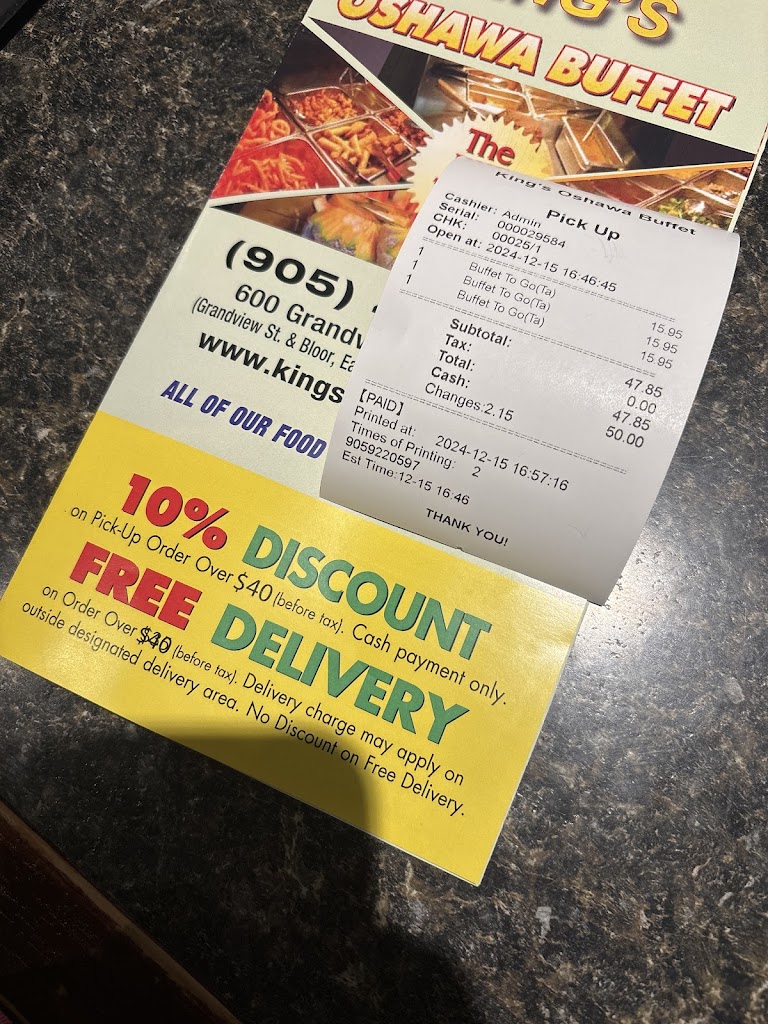 OSHAWA BUFFET
The
(905)
600
(Grandview St. & Bloor,
www.kings
ALL OF OUR FOOD
10% DISCOUNT
on Pick-Up Order Over $40 (before tax). Cash payment only.
FREE DELIVERY
on Order Over (before tax). Delivery charge may apply on
outside designated delivery area. No Discount on Free Delivery.
King's Oshawa Buffet
Pick Up
Cashier: Admin
Serial: 000029584
CHK: 00025/1
Open at: 2024-12-15 16:46:45
1 Buffet To Go(Ta) 15.95
1 Buffet To Go(Ta) 15.95
1 Buffet To Go(Ta) 15.95
Subtotal: 47.85
Tax: 0.00
Total: 47.85
Cash: 50.00
Changes:2.15
【PAID】
Printed at: 2024-12-15 16:57:16
Times of Printing: 2
9059220597
Est Time:12-15 16:46
THANK YOU!